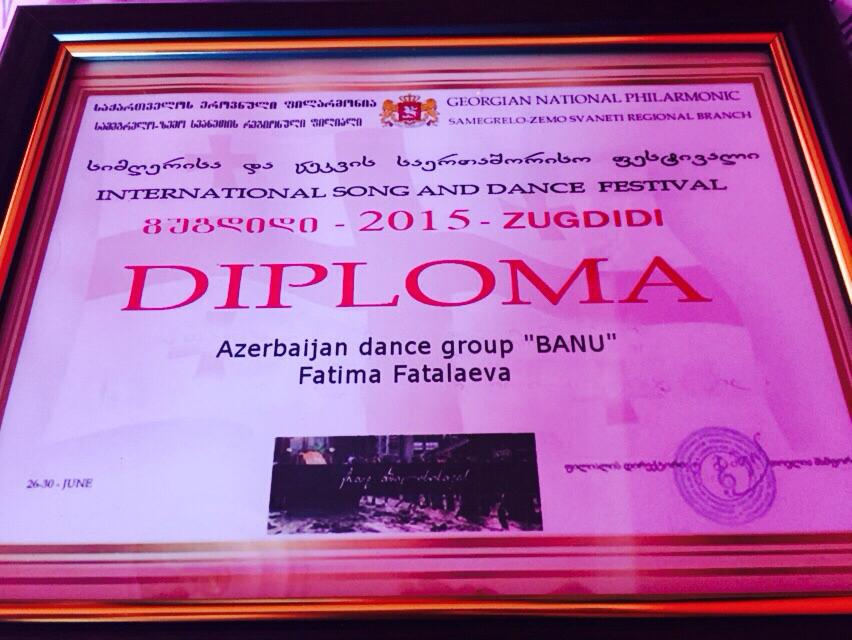 საქართველოს ეროვნული ფილარმონია
GEORGIAN NATIONAL PHILARMONIC
სამეგრელო-ზემო სვანეთის რეგიონული ფილიალი
SAMEGRELO-ZEMO SVANETI REGIONAL BRANCH
სიმღერისა და ცეკვის საერთაშორისო ფესტივალი
INTERNATIONAL SONG AND DANCE FESTIVAL
ზუგდიდი - 2015 - ZUGDIDI
DIPLOMA
Azerbaijan dance group "BANU"
Fatima Fatalaeva
26-30 - JUNE
ფილიალის დირექტორი